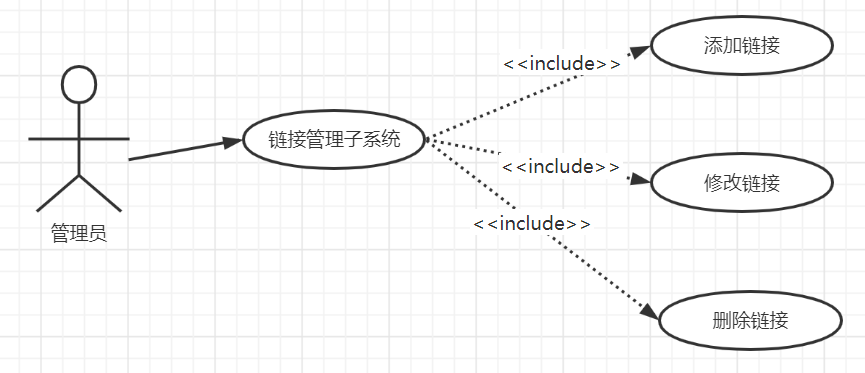 添加链接
<<include>>
链接管理子系统
<<include>>
修改链接
<<include>>
管理员
删除链接